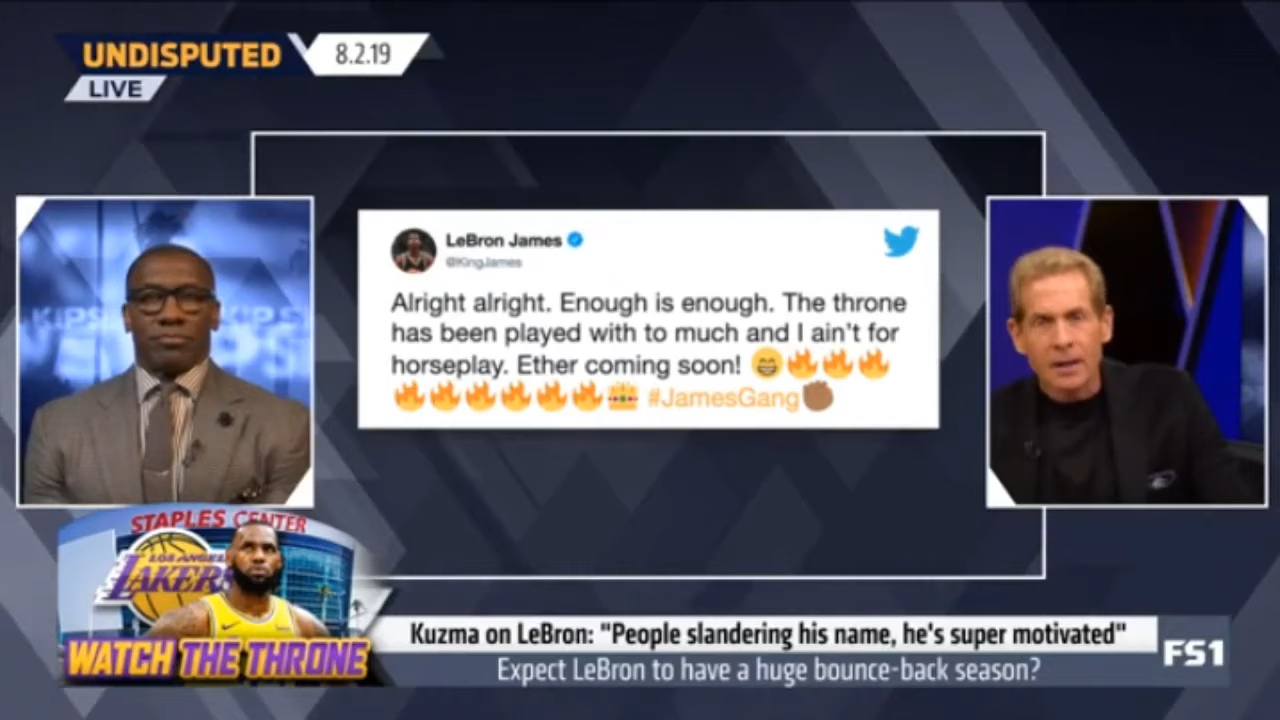 UNDISPUTED
8.2.19
LIVE
LeBron James
@KingJames
Alright alright. Enough is enough. The throne
has been played with to much and I ain't for
horseplay. Ether coming soon! 😁🔥🔥🔥
🔥🔥🔥🔥🔥🔥👑 #JamesGang✊🏾
STAPLES CENTER
LOS ANGELES
LAKERS
WATCH THE THRONE
Kuzma on LeBron: "People slandering his name, he's super motivated"
Expect LeBron to have a huge bounce-back season?
FS1